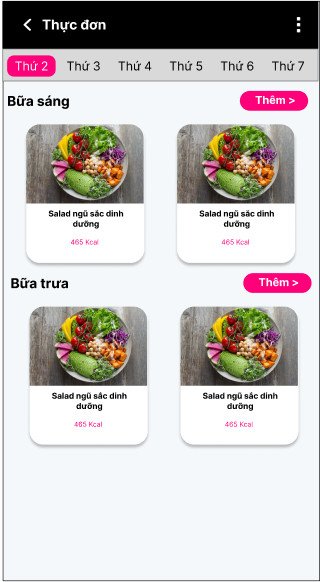 Thực đơn
Thứ 2 Thứ 3 Thứ 4 Thứ 5 Thứ 6 Thứ 7
Bữa sáng Thêm >
Salad ngũ sắc dinh dưỡng
465 Kcal
Salad ngũ sắc dinh dưỡng
465 Kcal
Bữa trưa Thêm >
Salad ngũ sắc dinh dưỡng
465 Kcal
Salad ngũ sắc dinh dưỡng
465 Kcal